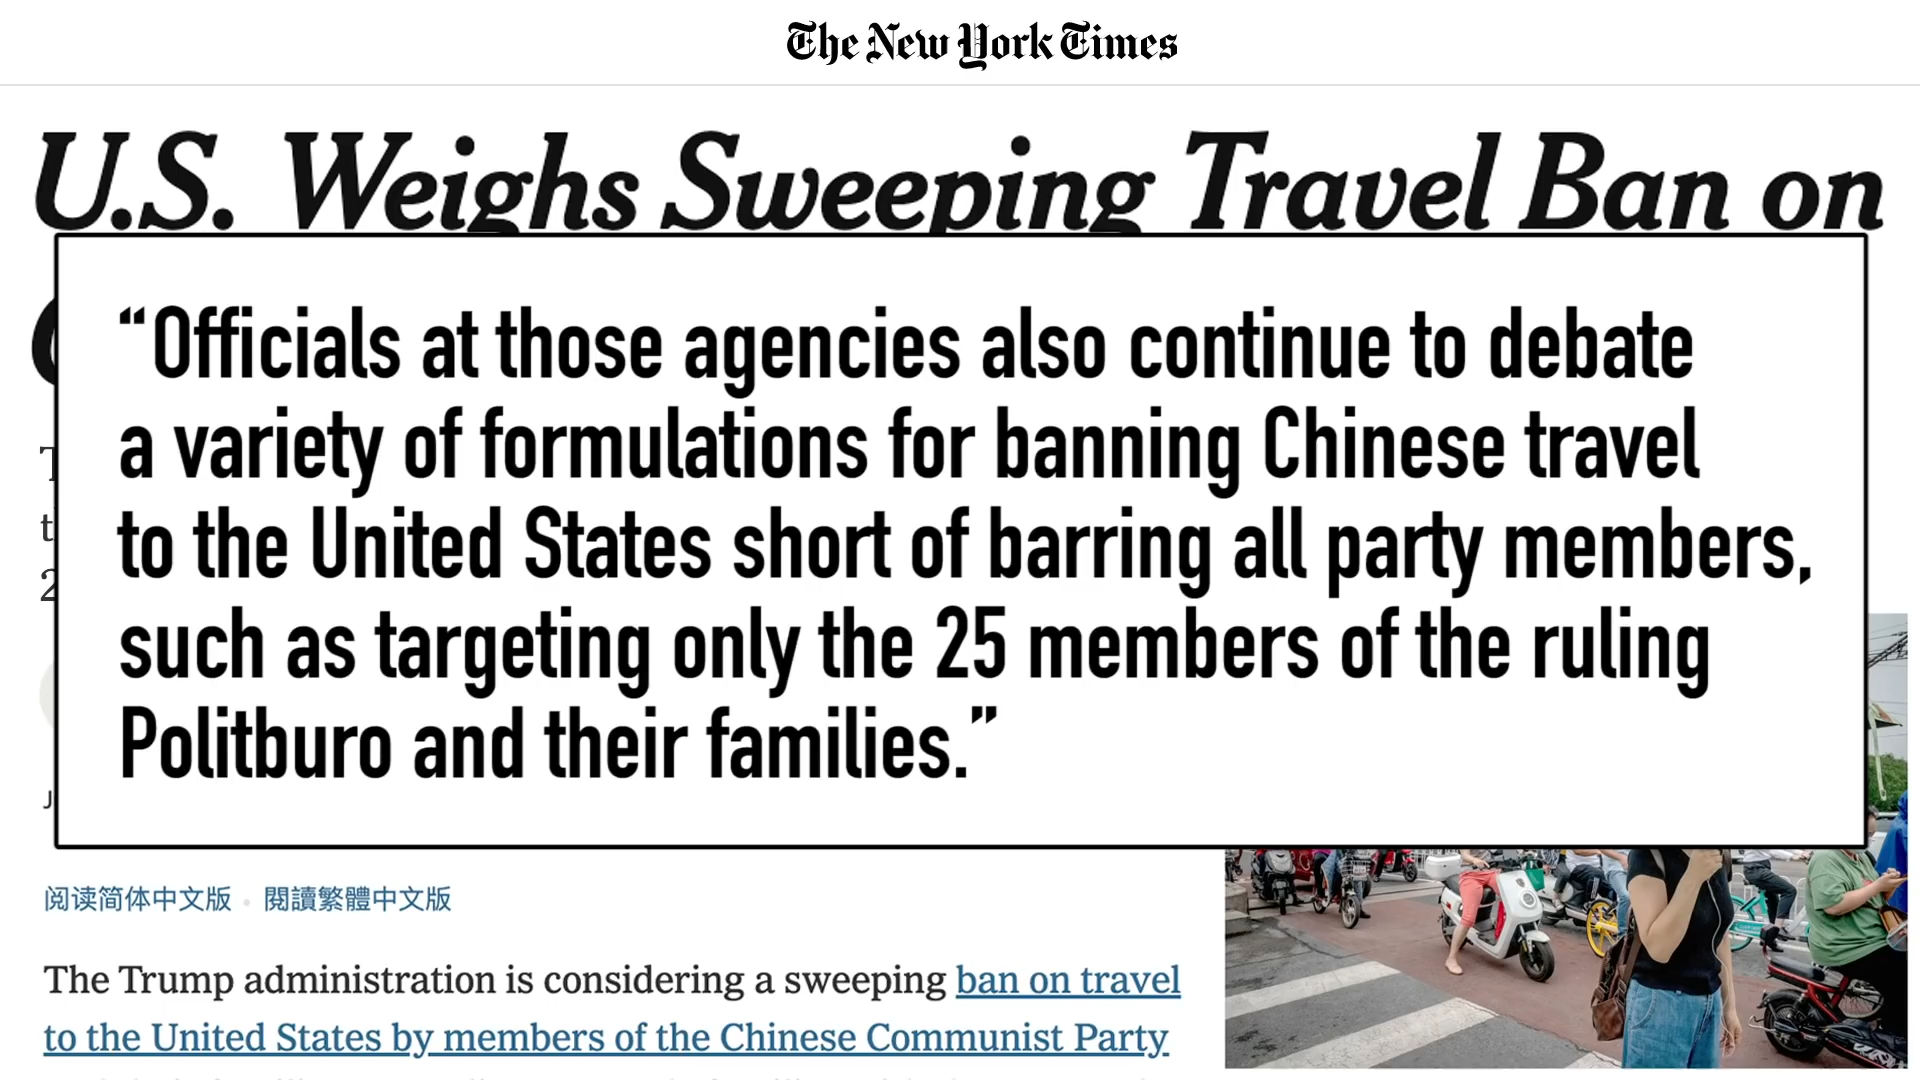 The New York Times
U.S. Weighs Sweeping Travel Ban on
“Officials at those agencies also continue to debate
a variety of formulations for banning Chinese travel
to the United States short of barring all party members,
such as targeting only the 25 members of the ruling
Politburo and their families.”
阅读简体中文版 • 閱讀繁體中文版
The Trump administration is considering a sweeping ban on travel
to the United States by members of the Chinese Communist Party